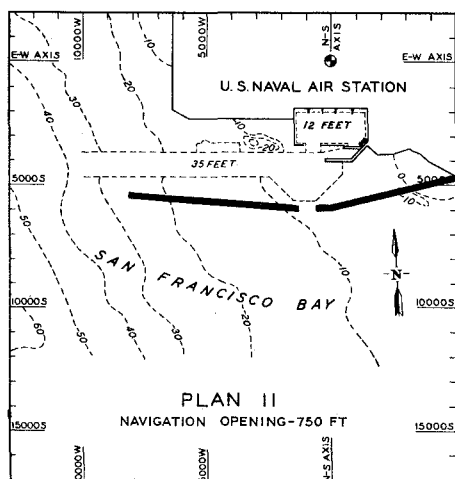 10000W
5000W
N-S
AXIS
E-W AXIS
E-W AXIS
-10
-20
-30
-40
U.S. NAVAL AIR STATION
12 FEET
-10
-20
35 FEET
0
-10
5000S
5000S
-50
SAN FRANCISCO BAY
-10
N
10000S
10000S
-60
-50
-40
-30
-20
-10
PLAN II
NAVIGATION OPENING-750 FT
15000S
15000S
10000W
N-S AXIS